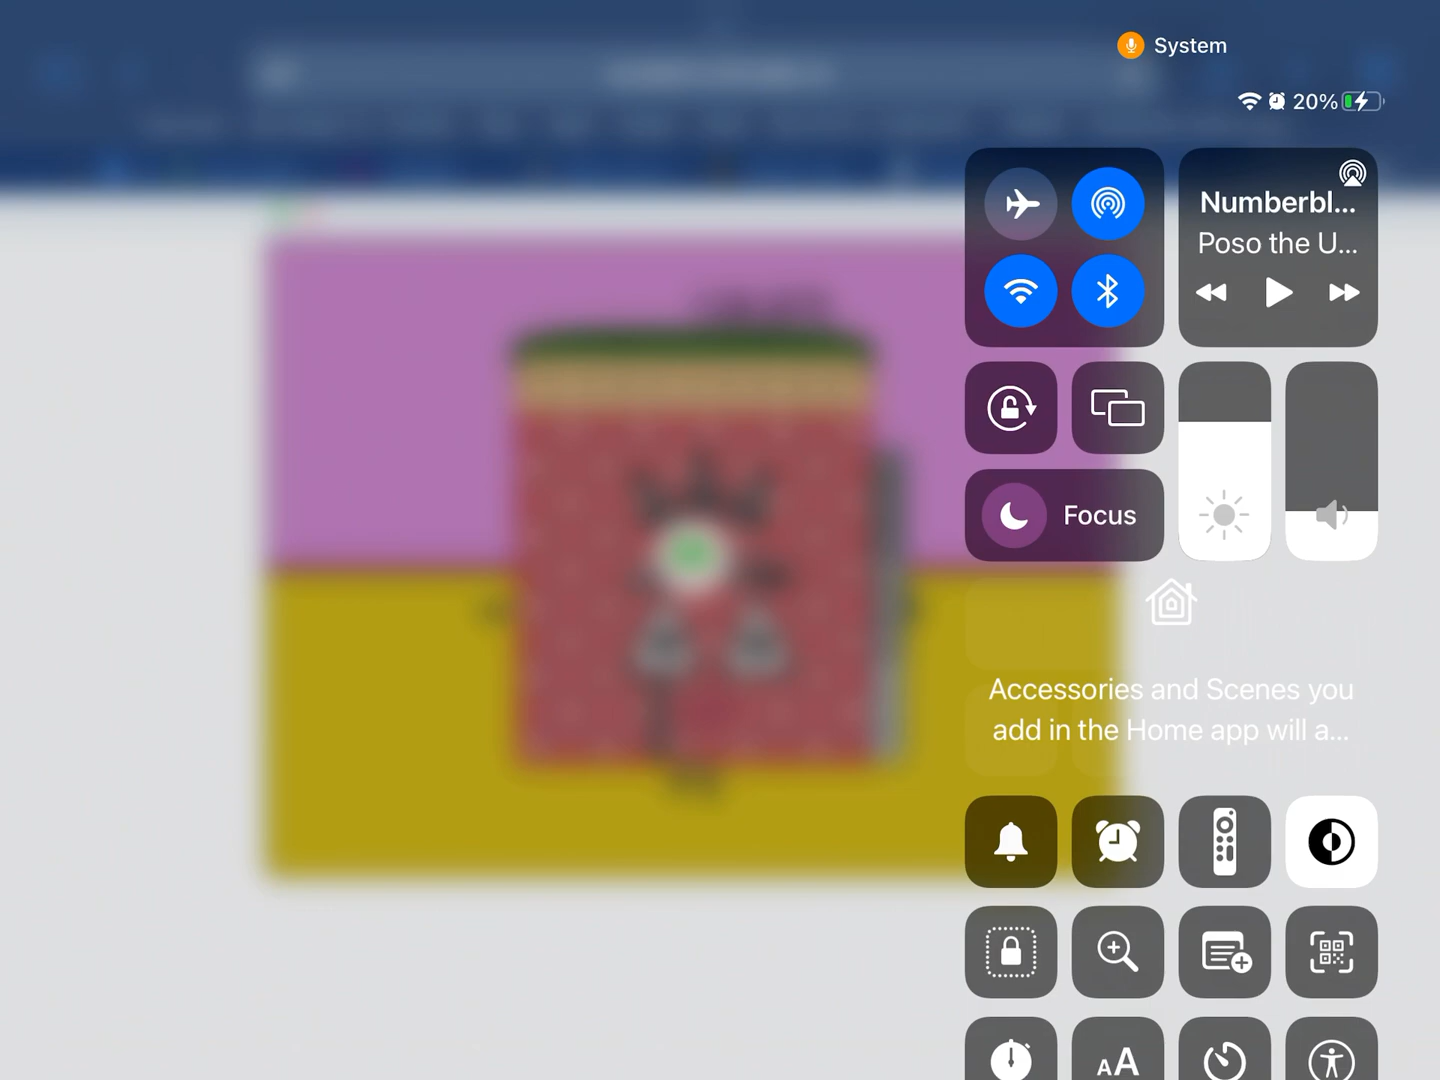 System
20%
Numberbl...
Poso the U...
Focus
Accessories and Scenes you
add in the Home app will a...
AA